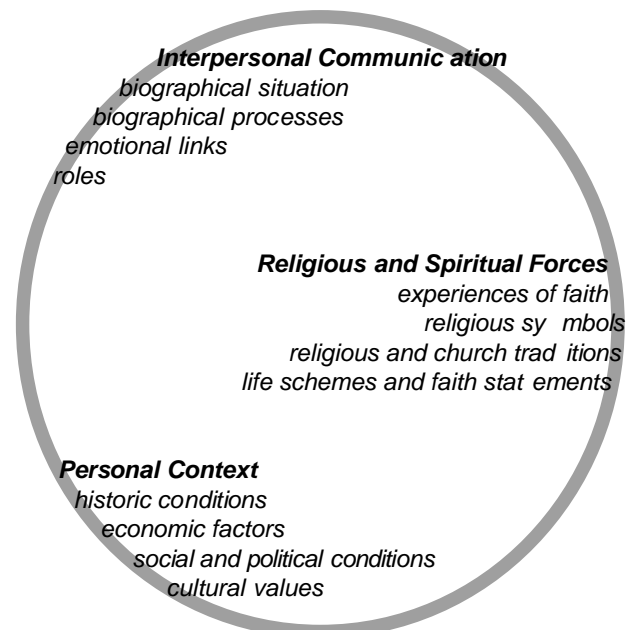 Interpersonal Communic ation
biographical situation
biographical processes
emotional links
roles
Religious and Spiritual Forces
experiences of faith
religious sy mbols
religious and church trad itions
life schemes and faith stat ements
Personal Context
historic conditions
economic factors
social and political conditions
cultural values